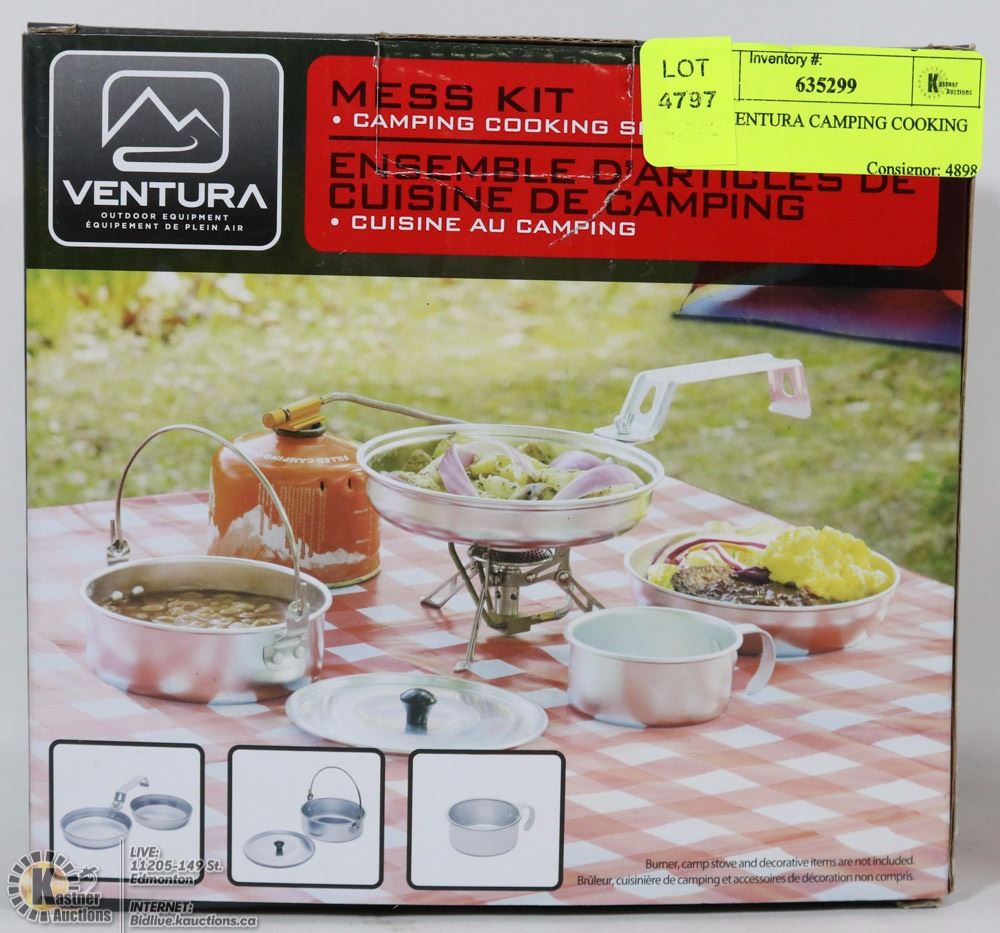 VENTURA
OUTDOOR EQUIPMENT
ÉQUIPEMENT DE PLEIN AIR
MESS KIT
• CAMPING COOKING
ENSEMBLE D'ARTICLES DE
CUISINE DE CAMPING
• CUISINE AU CAMPING
LOT
4797
Inventory #:
635299
Kastner
Auctions
ENTURA CAMPING COOKING
Consignor: 4898
Burner, camp stove and decorative items are not included.
Brûleur, cuisinière de camping et accessoires de décoration non compris.
Kastner
Auctions
LIVE:
11205-149 St.
Edmonton
INTERNET:
Bidlive.kauctions.ca